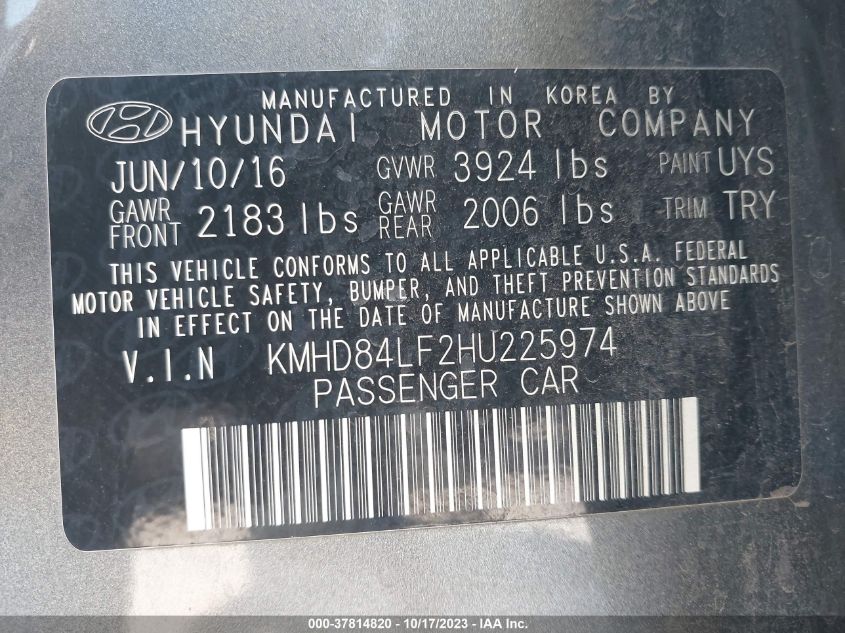 MANUFACTURED IN KOREA BY
HYUNDAI MOTOR COMPANY
JUN/10/16 GVWR 3924 lbs PAINT UYS
GAWR FRONT 2183 lbs GAWR REAR 2006 lbs TRIM TRY
THIS VEHICLE CONFORMS TO ALL APPLICABLE U.S.A. FEDERAL
MOTOR VEHICLE SAFETY, BUMPER, AND THEFT PREVENTION STANDARDS
IN EFFECT ON THE DATE OF MANUFACTURE SHOWN ABOVE
V.I.N KMHD84LF2HU225974
PASSENGER CAR
000-37814820 - 10/17/2023 - IAA Inc.